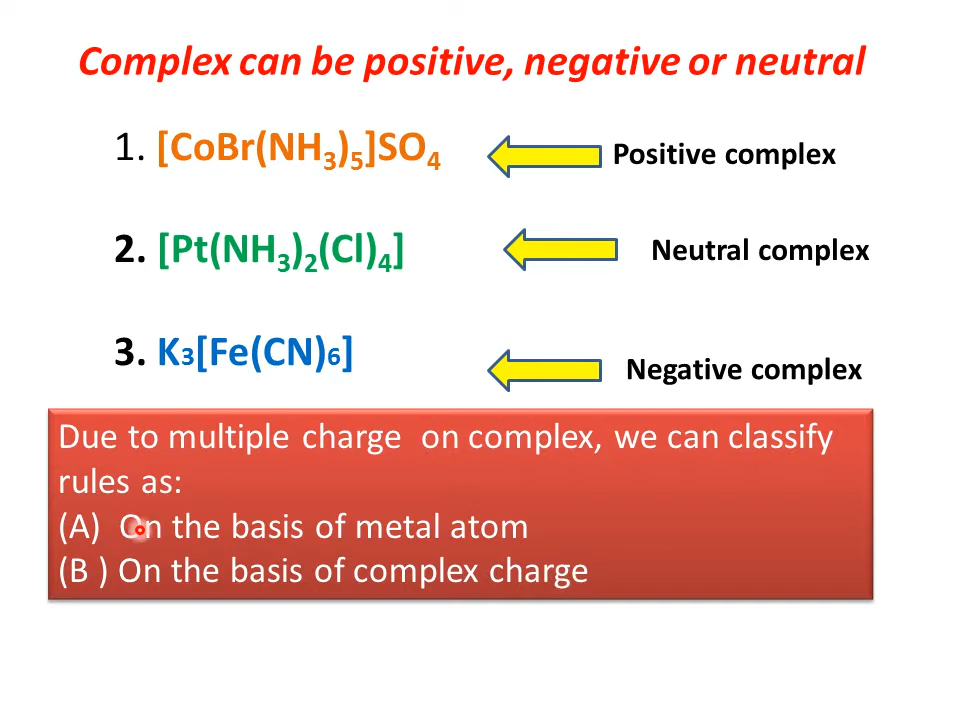 Complex can be positive, negative or neutral
1. [CoBr(NH₃)₅]SO₄
Positive complex
2. [Pt(NH₃)₂(Cl)₄]
Neutral complex
3. K₃[Fe(CN)₆]
Negative complex
Due to multiple charge on complex, we can classify
rules as:
(A) On the basis of metal atom
(B ) On the basis of complex charge